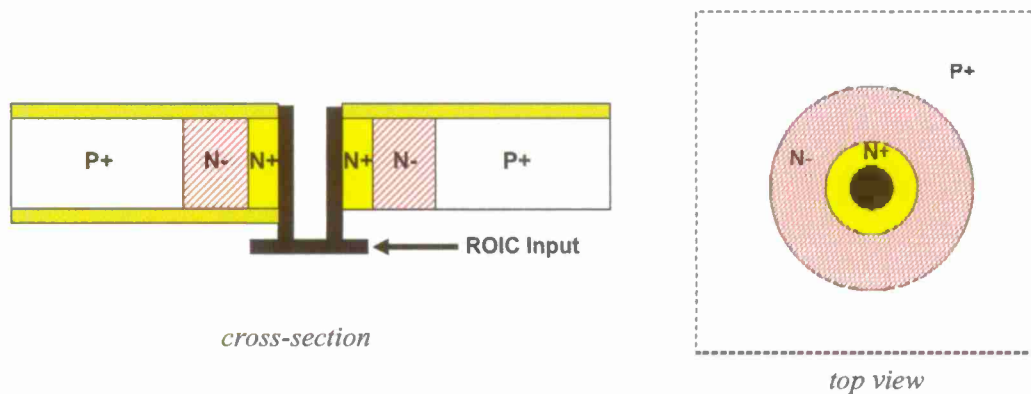 P+ N- N+ N+ N- P+
ROIC Input
cross-section
P+
N- N+
top view